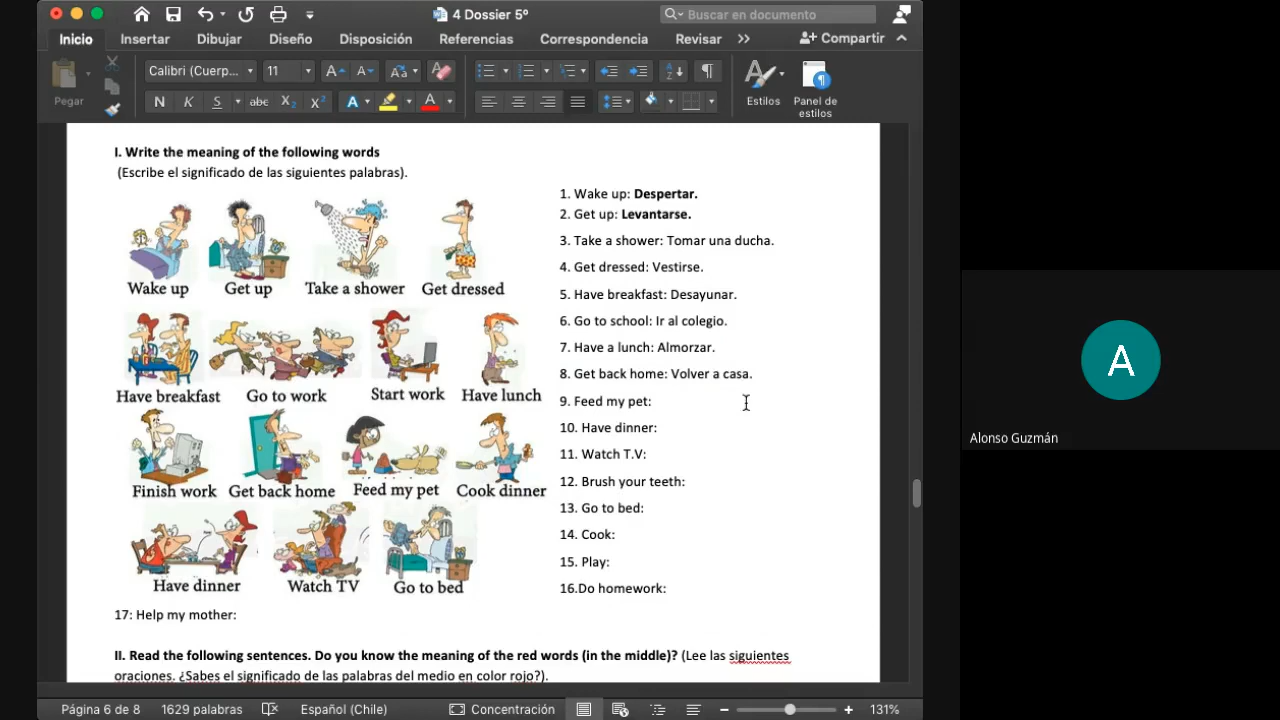 4 Dossier 5º
Buscar en documento
Inicio Insertar Dibujar Diseño Disposición Referencias Correspondencia Revisar Compartir
Calibri (Cuerp... 11
Pegar
N K S abc X₂ X² A A
Estilos Panel de estilos
I. Write the meaning of the following words
(Escribe el significado de las siguientes palabras).
1. Wake up: Despertar.
2. Get up: Levantarse.
3. Take a shower: Tomar una ducha.
4. Get dressed: Vestirse.
5. Have breakfast: Desayunar.
6. Go to school: Ir al colegio.
7. Have a lunch: Almorzar.
8. Get back home: Volver a casa.
9. Feed my pet:
10. Have dinner:
11. Watch T.V:
12. Brush your teeth:
13. Go to bed:
14. Cook:
15. Play:
16.Do homework:
Wake up Get up Take a shower Get dressed
Have breakfast Go to work Start work Have lunch
Finish work Get back home Feed my pet Cook dinner
Have dinner Watch TV Go to bed
17: Help my mother:
II. Read the following sentences. Do you know the meaning of the red words (in the middle)? (Lee las siguientes
oraciones. ¿Sabes el significado de las palabras del medio en color rojo?).
Página 6 de 8 1629 palabras Español (Chile) Concentración 131%
A
Alonso Guzmán